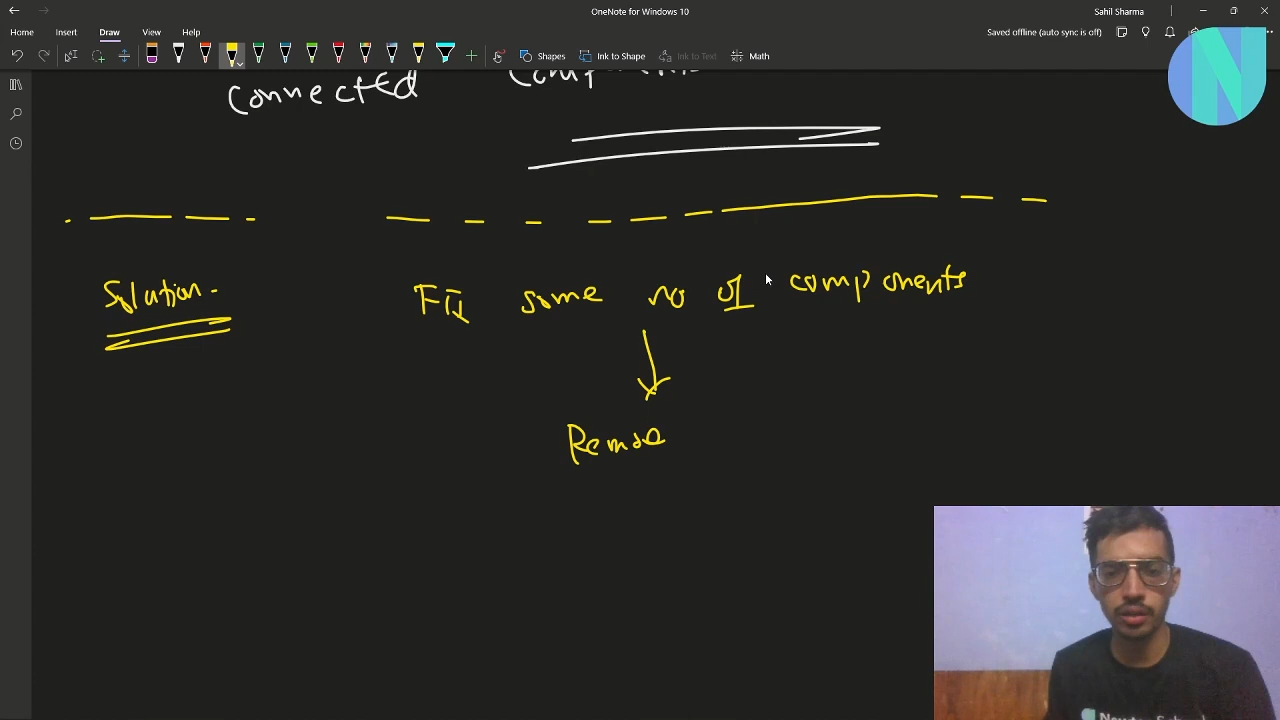 OneNote for Windows 10
Sahil Sharma
Home Insert Draw View Help
Saved offline (auto sync is off)
Shapes Ink to Shape Ink to Text Math
connected
Solution. Fix some no of components
Remove